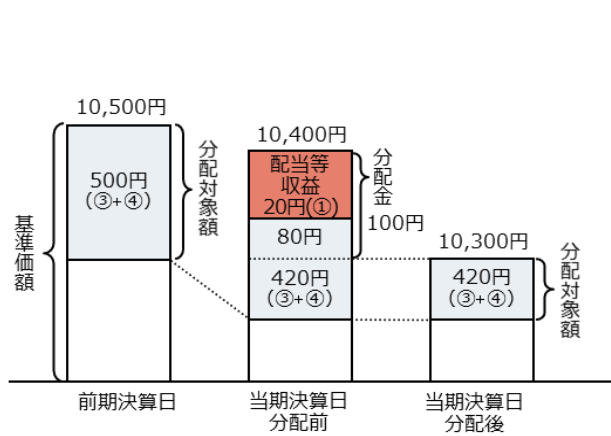 10,500円
500円
(③+④)
分配対象額
基準価額
前期決算日
10,400円
配当等
収益
20円(①)
80円
420円
(③+④)
分配金
100円
当期決算日
分配前
10,300円
420円
(③+④)
分配対象額
当期決算日
分配後